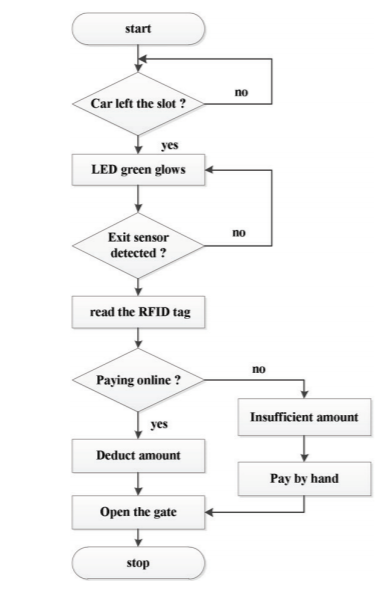 start
Car left the slot ?
no
yes
LED green glows
Exit sensor
detected ?
no
read the RFID tag
Paying online ?
no
yes
Insufficient amount
Deduct amount
Pay by hand
Open the gate
stop